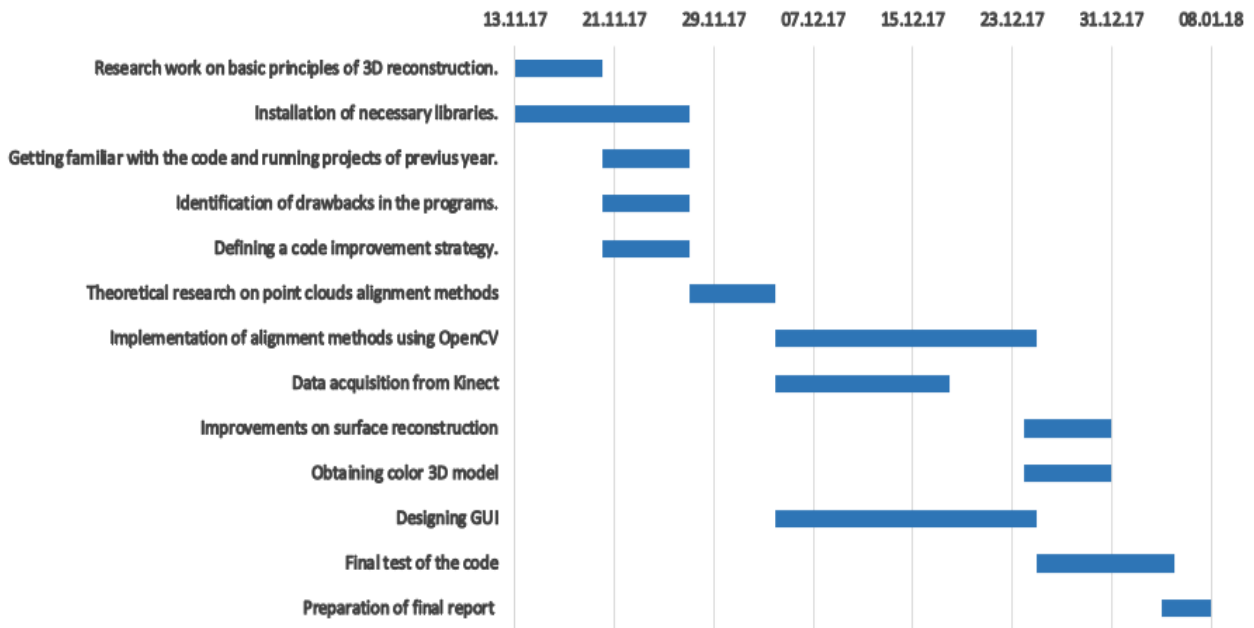 13.11.17 21.11.17 29.11.17 07.12.17 15.12.17 23.12.17 31.12.17 08.01.18
Research work on basic principles of 3D reconstruction.
Installation of necessary libraries.
Getting familiar with the code and running projects of previus year.
Identification of drawbacks in the programs.
Defining a code improvement strategy.
Theoretical research on point clouds alignment methods
Implementation of alignment methods using OpenCV
Data acquisition from Kinect
Improvements on surface reconstruction
Obtaining color 3D model
Designing GUI
Final test of the code
Preparation of final report